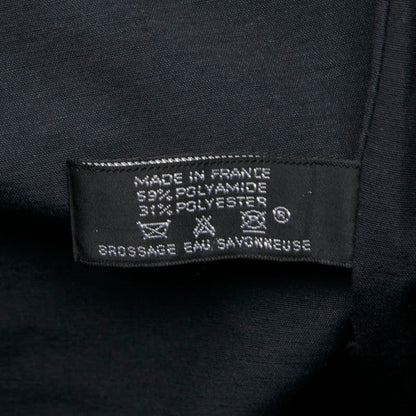 MADE IN FRANCE
69% POLYAMIDE
31% POLYESTER
®
BROSSAGE EAU SAVONNEUSE